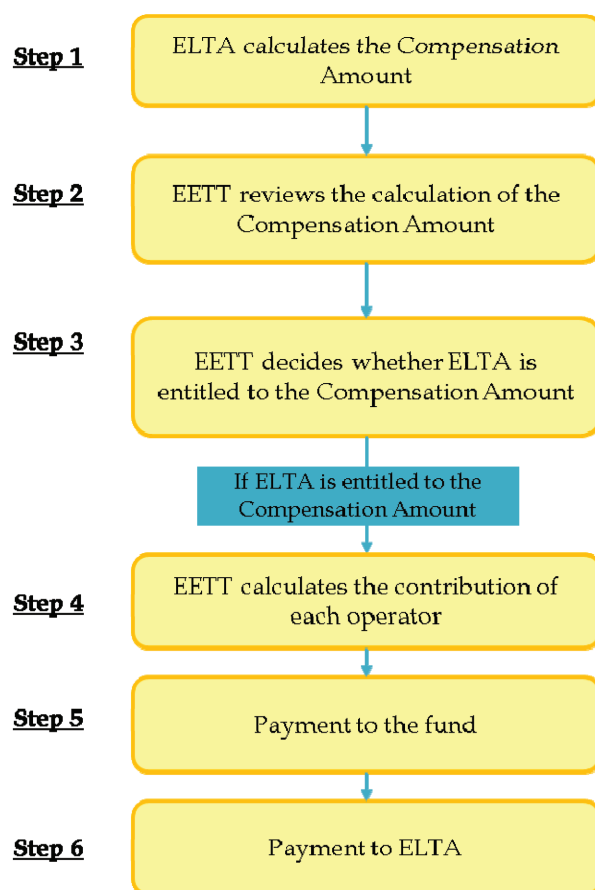 Step 1
ELTA calculates the Compensation
Amount
Step 2
EETT reviews the calculation of the
Compensation Amount
Step 3
EETT decides whether ELTA is
entitled to the Compensation Amount
If ELTA is entitled to the
Compensation Amount
Step 4
EETT calculates the contribution of
each operator
Step 5
Payment to the fund
Step 6
Payment to ELTA